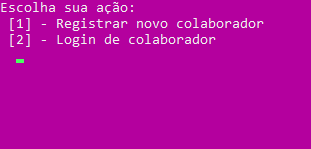 Escolha sua ação:
[1] - Registrar novo colaborador
[2] - Login de colaborador